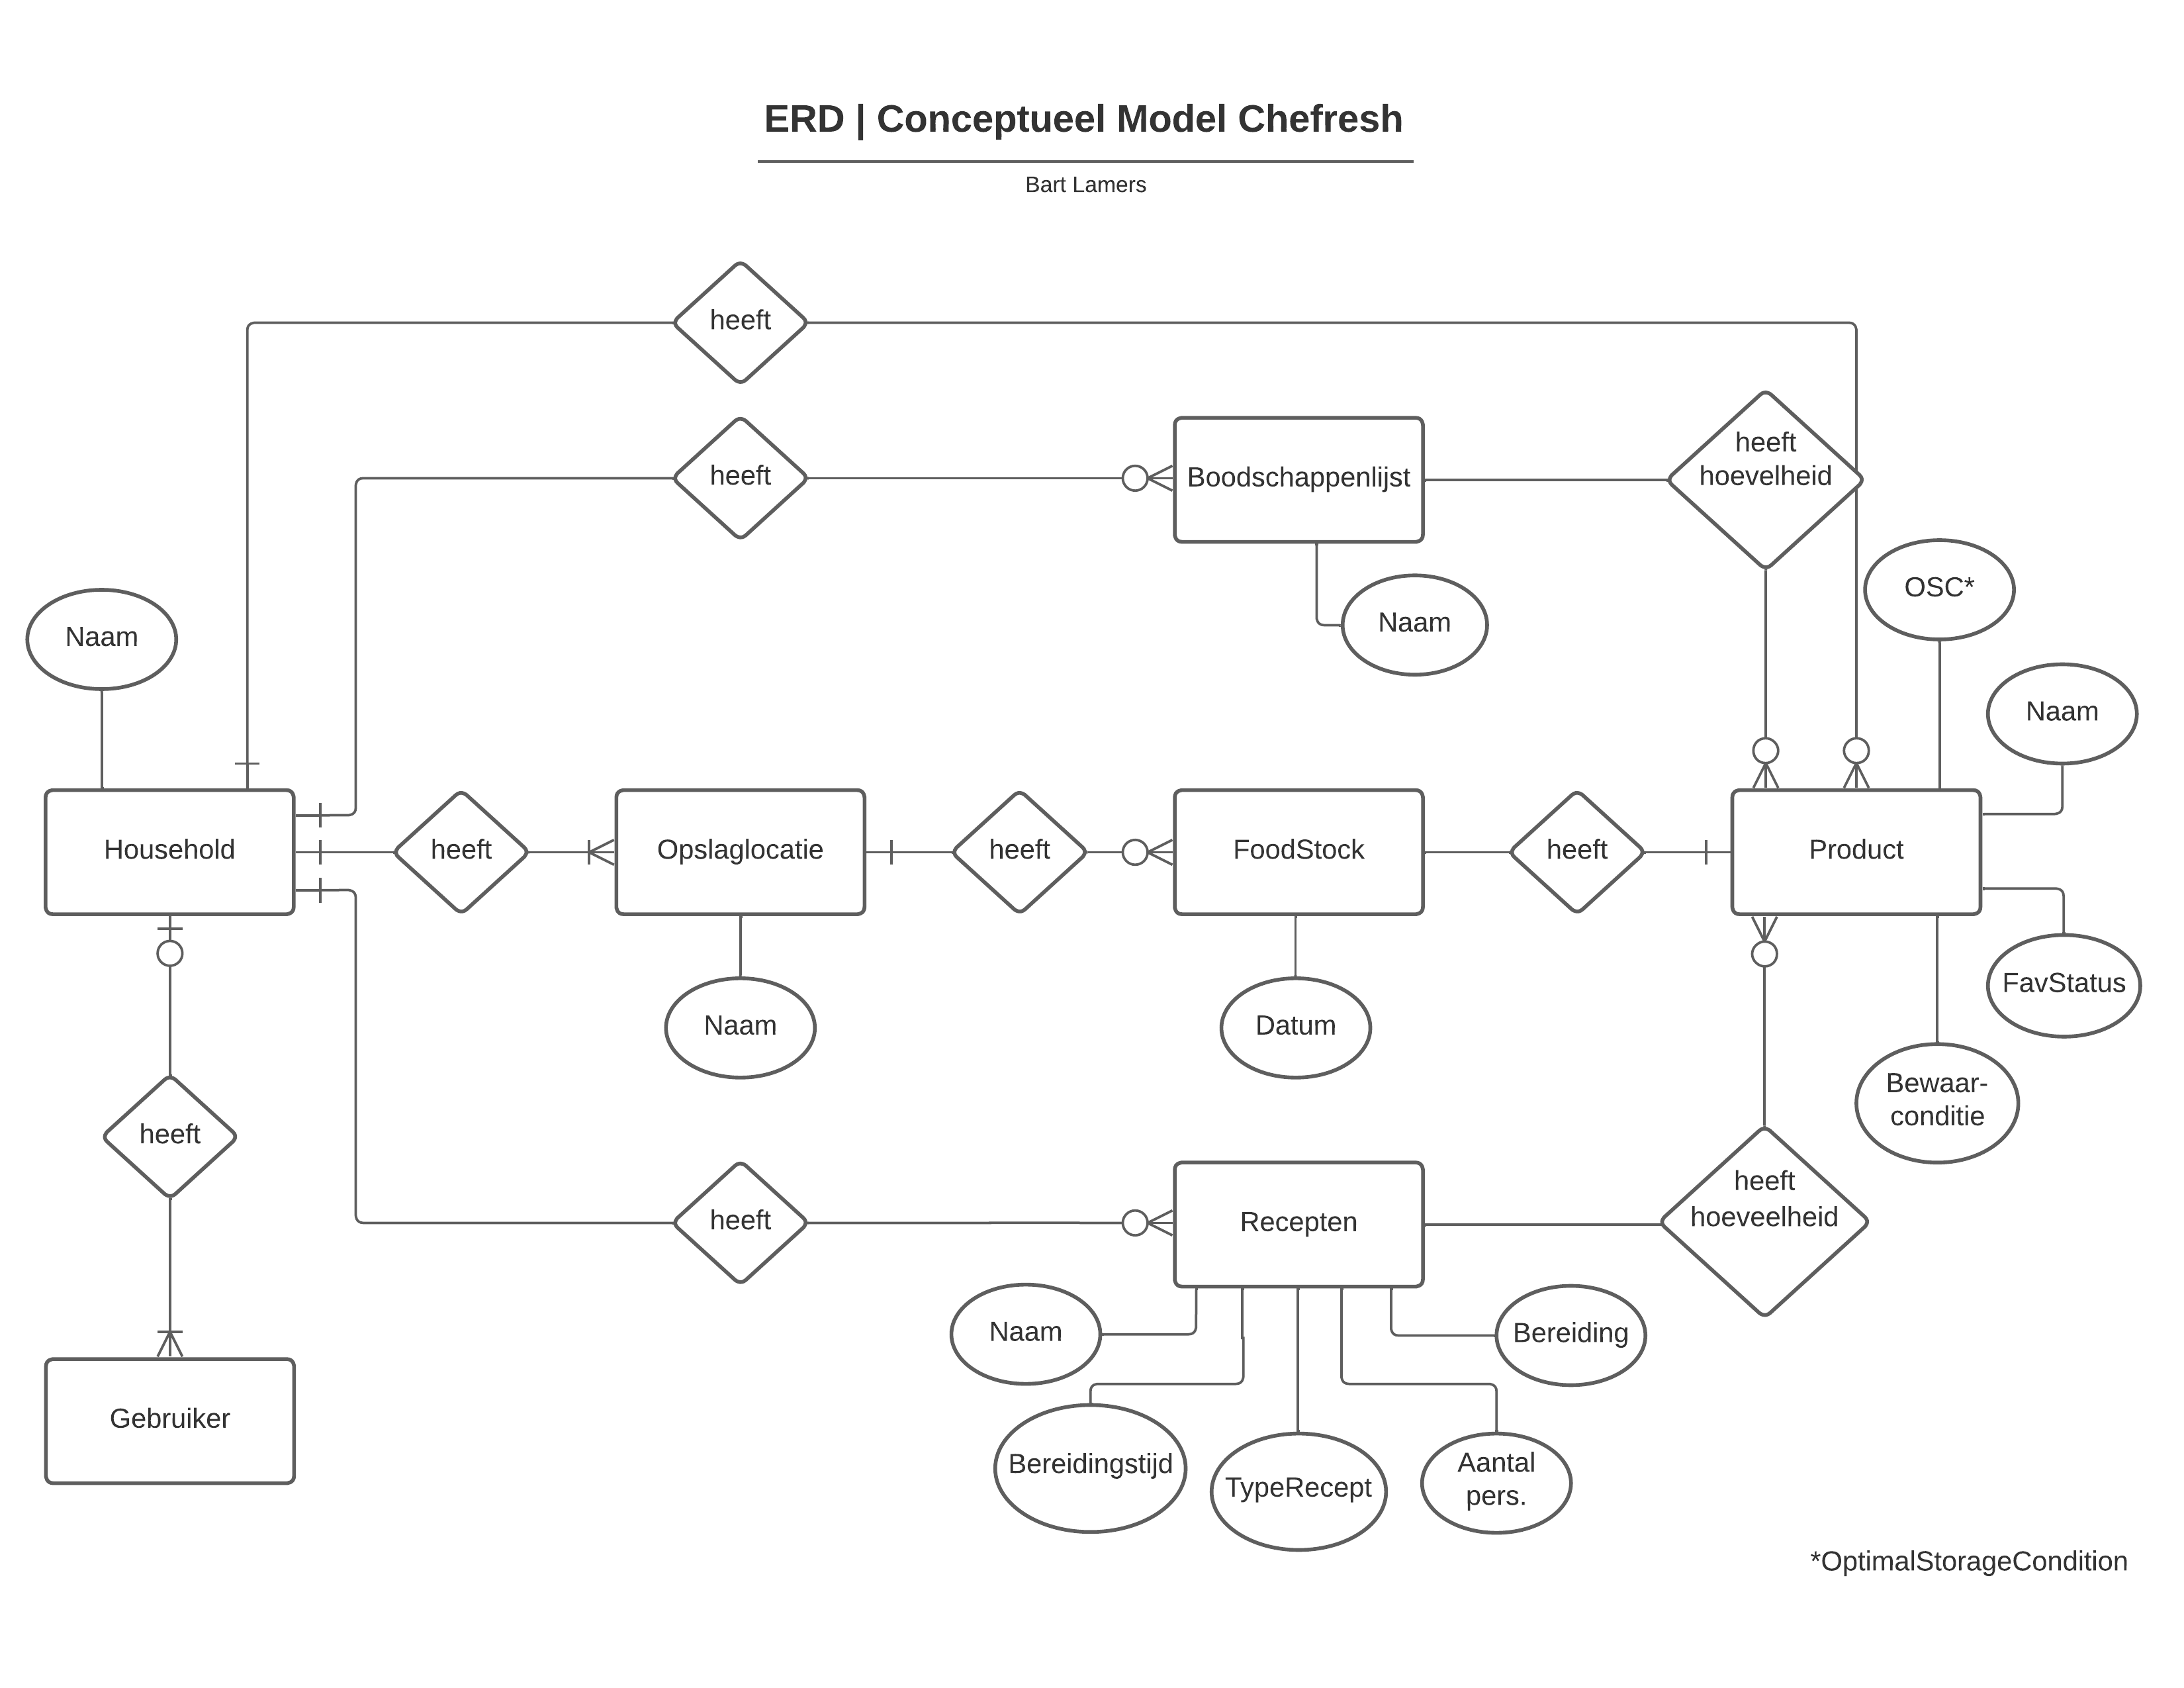 ERD | Conceptueel Model Chefresh
Bart Lamers
heeft
heeft
Boodschappenlijst
heeft
hoevelheid
OSC*
Naam
Naam
Naam
Household
heeft
Opslaglocatie
heeft
FoodStock
heeft
Product
FavStatus
Naam
Datum
Bewaar-
conditie
heeft
heeft
Recepten
heeft
hoeveelheid
Naam
Bereiding
Gebruiker
Bereidingstijd
TypeRecept
Aantal
pers.
*OptimalStorageCondition